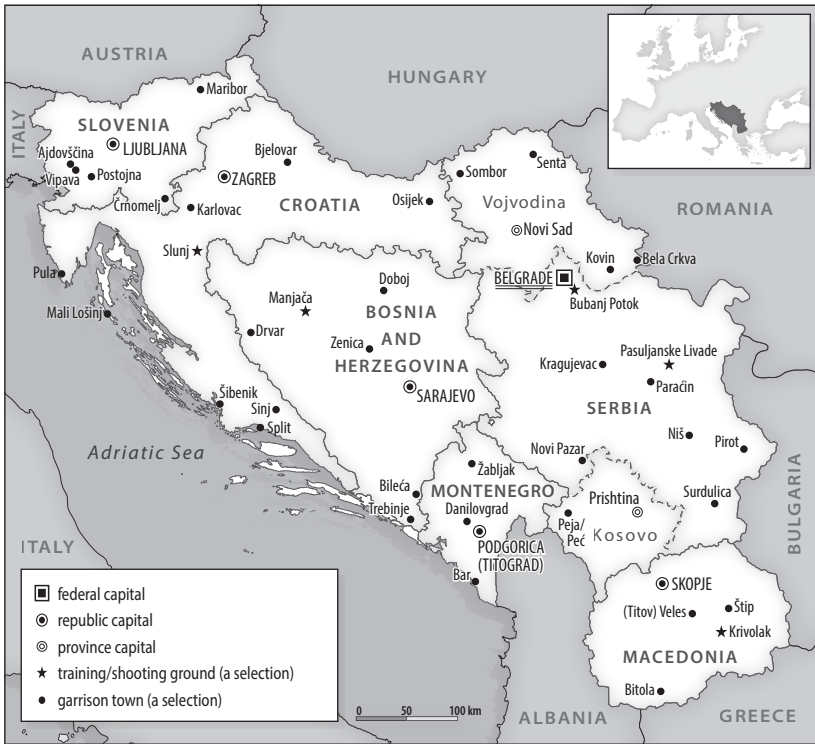 AUSTRIA
HUNGARY
ITALY
Maribor
SLOVENIA
LJUBLJANA
Ajdovščina
Vipava
Postojna
Črnomelj
Bjelovar
ZAGREB
Karlovac
CROATIA
Osijek
Slunj
Pula
Mali Lošinj
Sombor
Senta
Vojvodina
Novi Sad
ROMANIA
Kovin
Bela Crkva
BELGRADE
Bubanj Potok
Doboj
Manjača
BOSNIA
AND
HERZEGOVINA
Drvar
Zenica
SARAJEVO
Kragujevac
Pasuljanske Livade
Paraćin
SERBIA
Šibenik
Sinj
Split
Niš
Pirot
Adriatic Sea
Novi Pazar
Žabljak
Bileća
MONTENEGRO
Trebinje
Danilovgrad
PODGORICA
(TITOGRAD)
Bar
Prishtina
Peja/
Peć
Kosovo
Surdulica
BULGARIA
ITALY
SKOPJE
(Titov) Veles
Štip
Krivolak
MACEDONIA
Bitola
ALBANIA
GREECE
federal capital
republic capital
province capital
training/shooting ground (a selection)
garrison town (a selection)
0 50 100 km